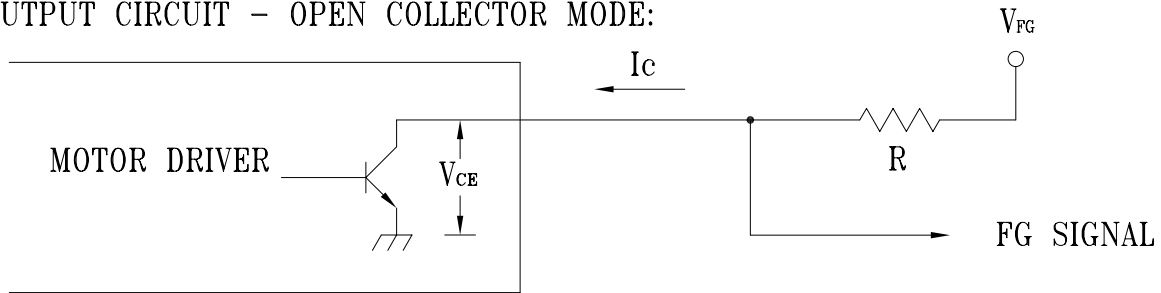 UTPUT CIRCUIT – OPEN COLLECTOR MODE:
VFG
Ic
MOTOR DRIVER
VCE
R
FG SIGNAL